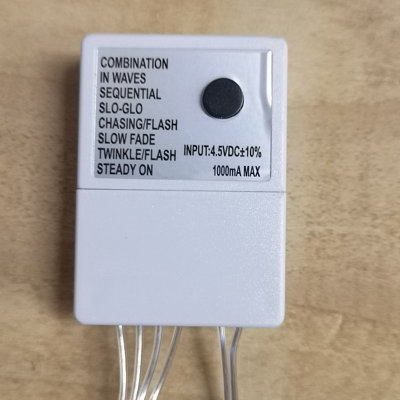 COMBINATION
IN WAVES
SEQUENTIAL
SLO-GLO
CHASING/FLASH
SLOW FADE
TWINKLE/FLASH
STEADY ON
INPUT:4.5VDC±10%
1000mA MAX